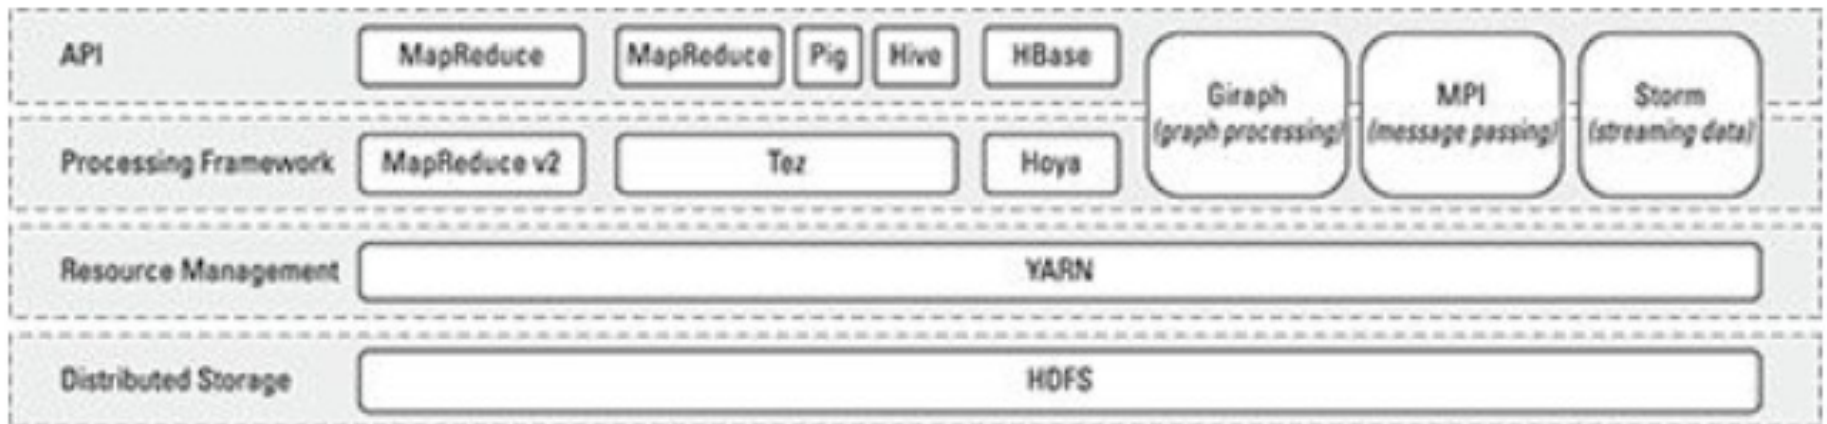 API
MapReduce
MapReduce
Pig
Hive
HBase
Giraph
(graph processing)
MPI
(message passing)
Storm
(streaming data)
Processing Framework
MapReduce v2
Tez
Hoya
Resource Management
YARN
Distributed Storage
HDFS